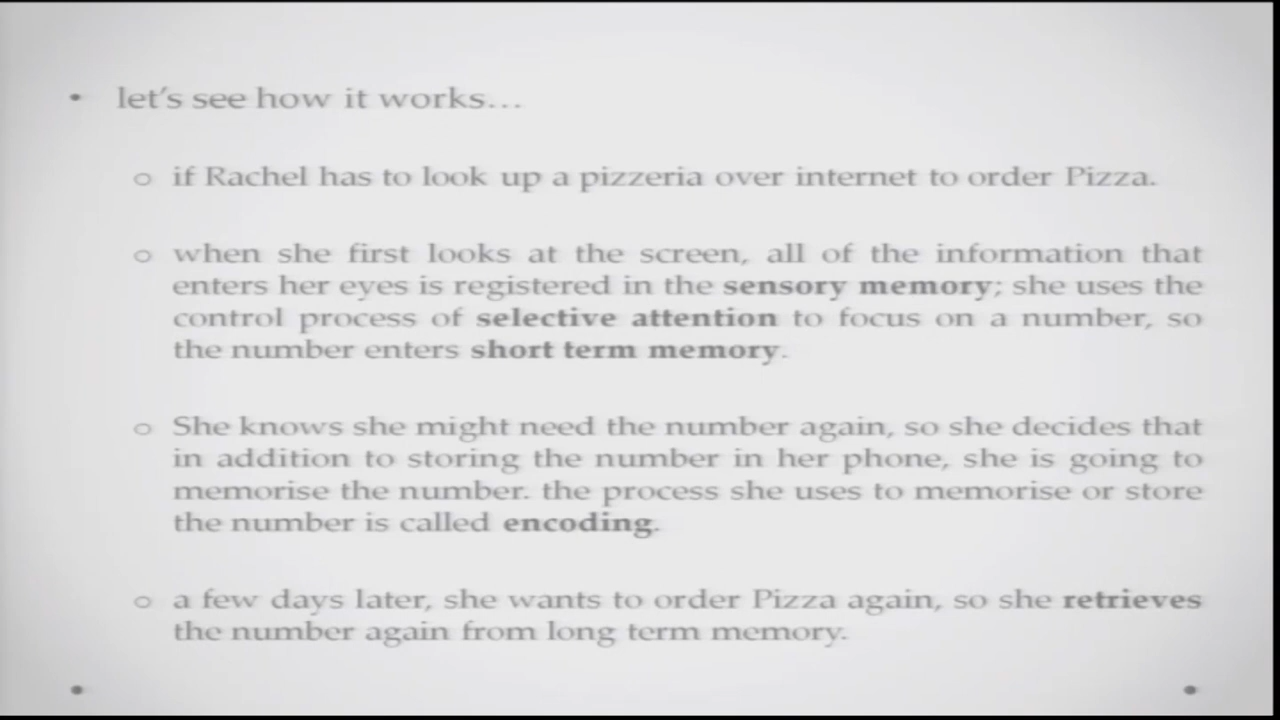 • let's see how it works...
o if Rachel has to look up a pizzeria over internet to order Pizza.
o when she first looks at the screen, all of the information that
enters her eyes is registered in the sensory memory; she uses the
control process of selective attention to focus on a number, so
the number enters short term memory.
o She knows she might need the number again, so she decides that
in addition to storing the number in her phone, she is going to
memorise the number. the process she uses to memorise or store
the number is called encoding.
o a few days later, she wants to order Pizza again, so she retrieves
the number again from long term memory.